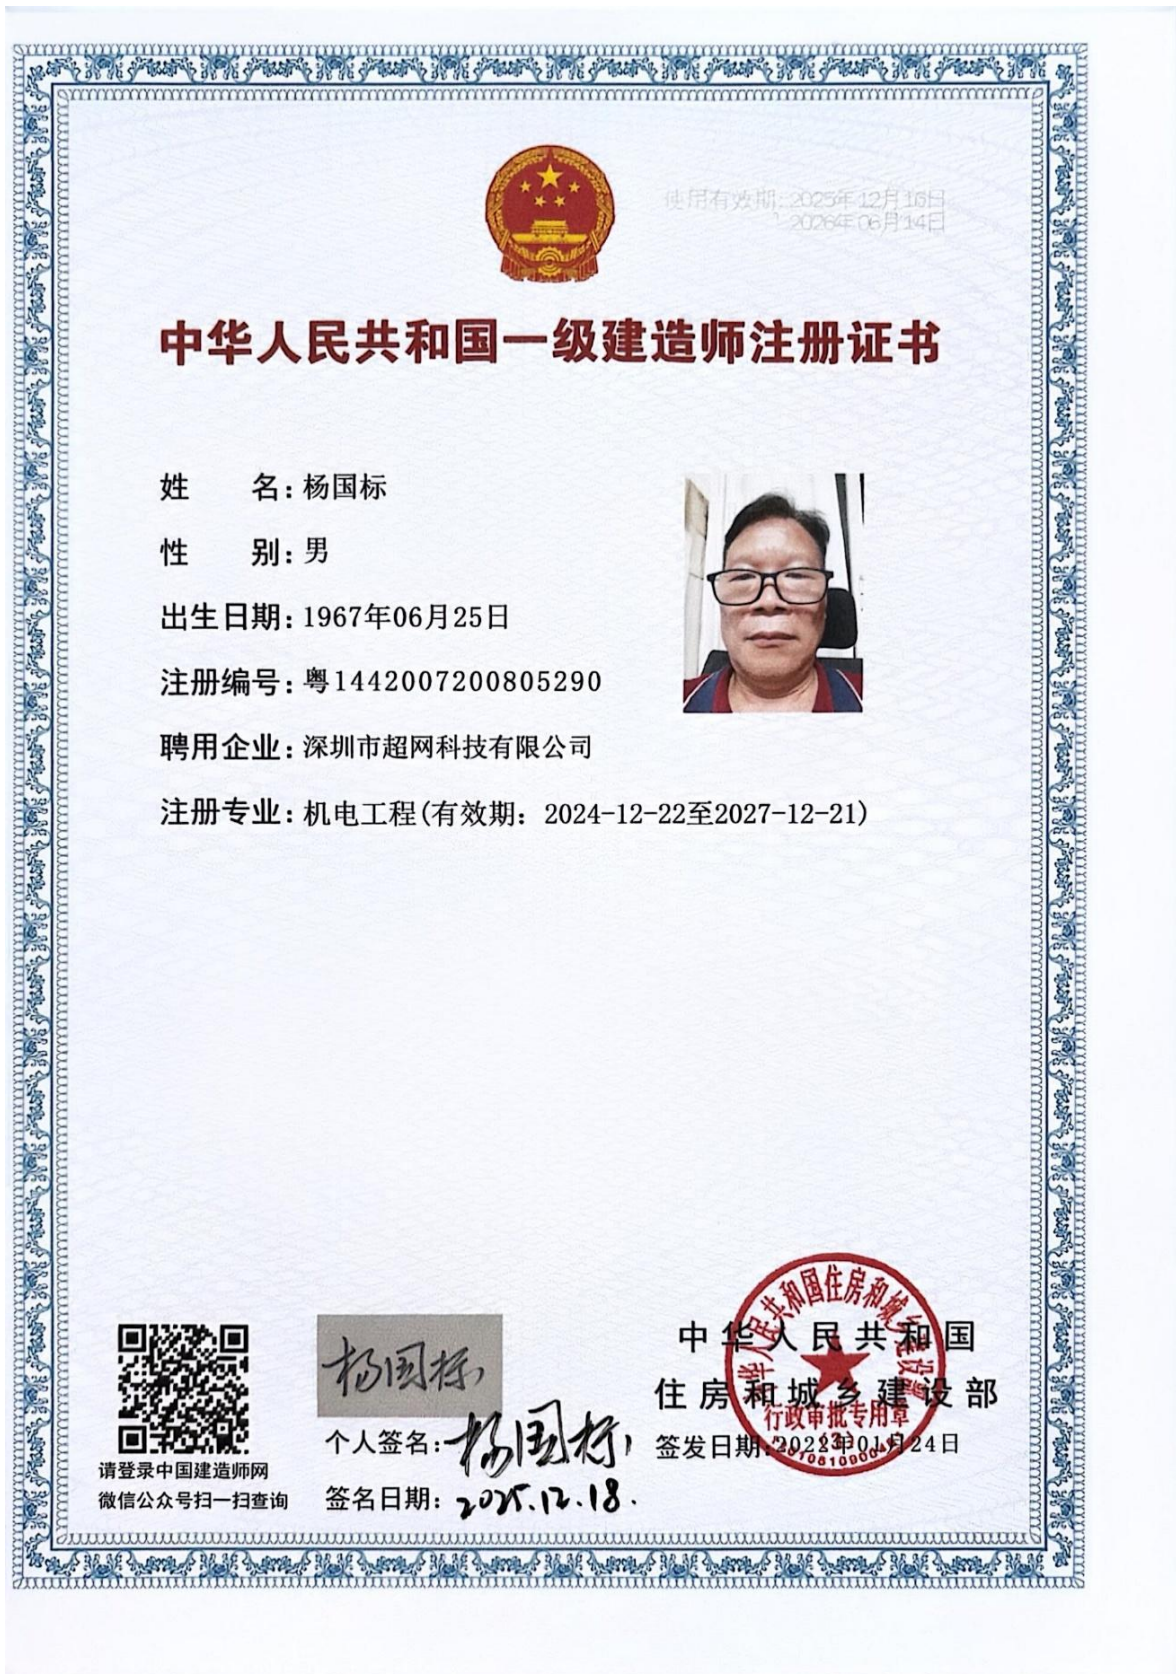 使用有效期:2025年12月16日
-2026年06月14日
中华人民共和国一级建造师注册证书
姓 名:杨国标
性 别:男
出生日期:1967年06月25日
注册编号:粤1442007200805290
聘用企业:深圳市超网科技有限公司
注册专业:机电工程(有效期：2024-12-22至2027-12-21)
请登录中国建造师网
微信公众号扫一扫查询
杨国标
个人签名:杨国标
签名日期:2025.12.18.
中华人民共和国
住房和城乡建设部
签发日期:2022年01月24日
中华人民共和国住房和城乡建设部
行政审批专用章